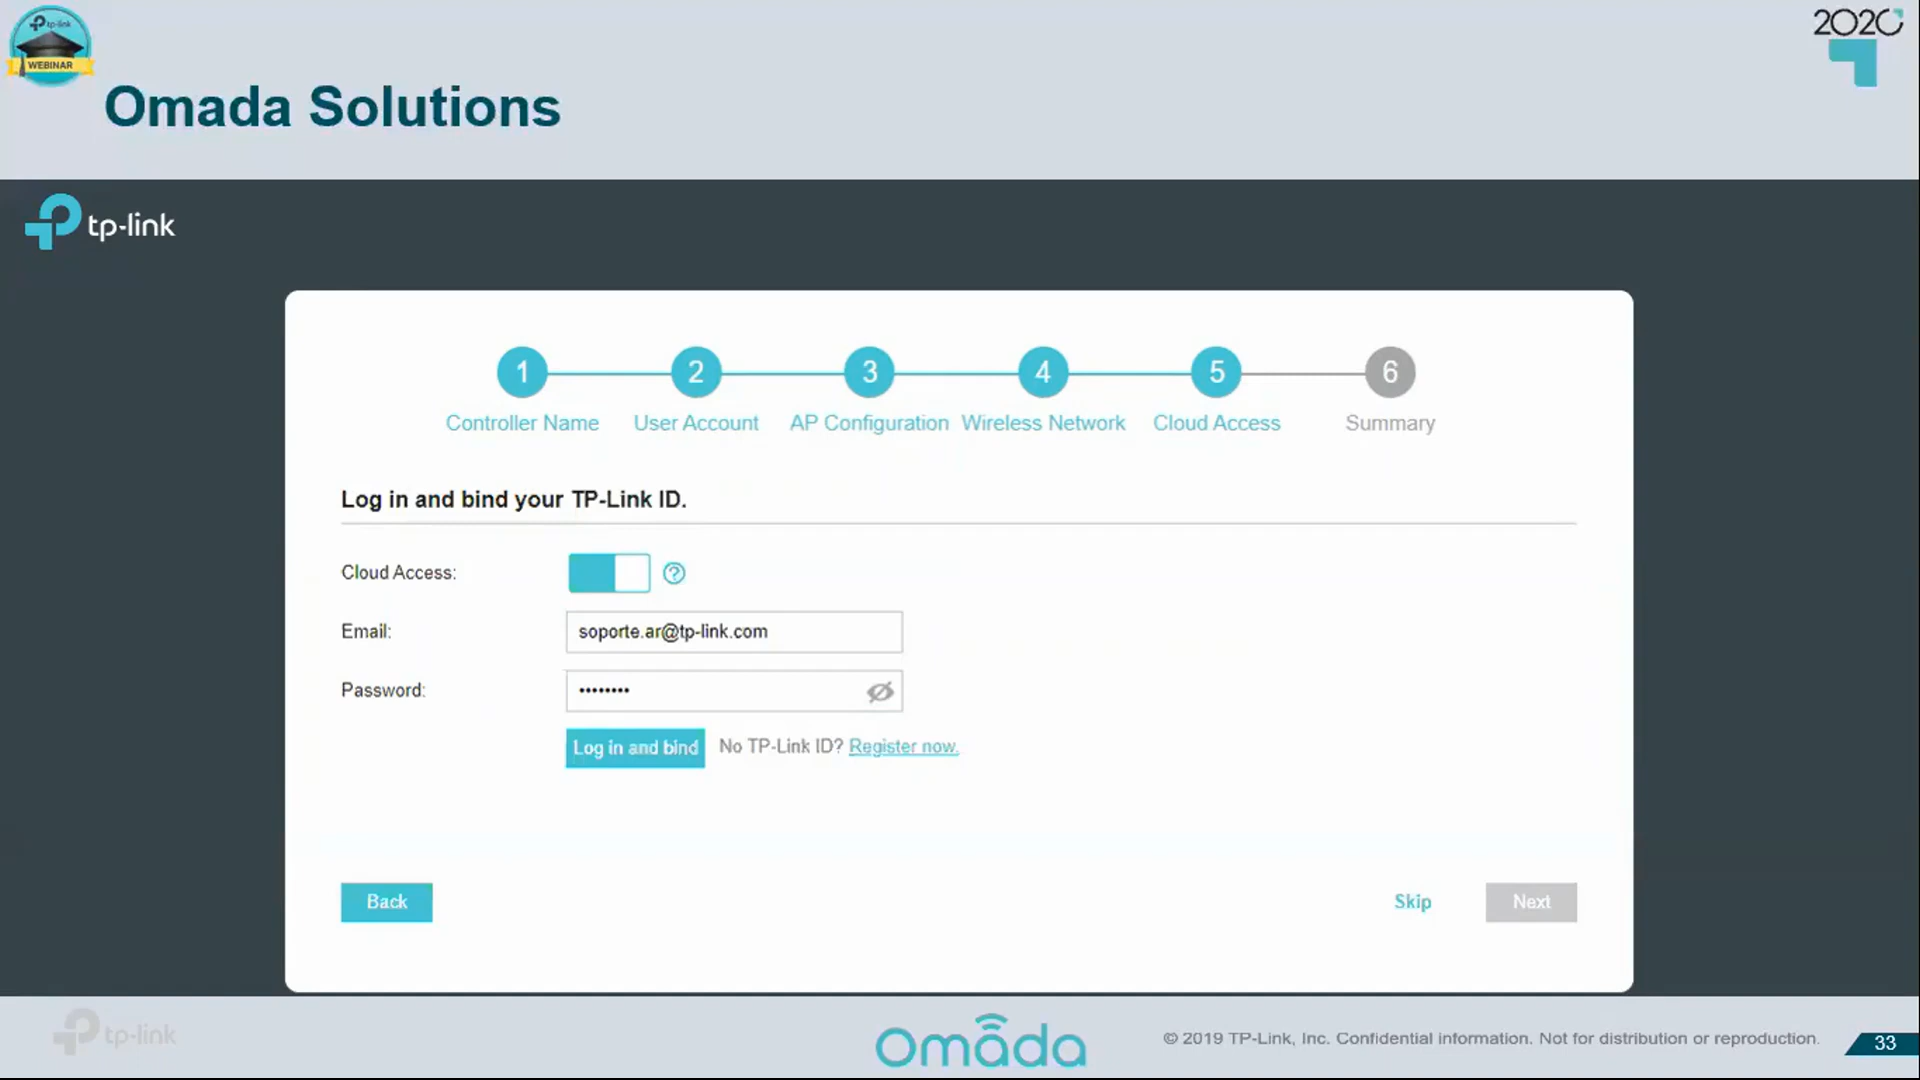 tp-link
WEBINAR
2020
Omada Solutions
tp-link
1 2 3 4 5 6
Controller Name User Account AP Configuration Wireless Network Cloud Access Summary
Log in and bind your TP-Link ID.
Cloud Access:
Email: soporte.ar@tp-link.com
Password: ••••••••
Log in and bind No TP-Link ID? Register now.
Back Skip Next
tp-link
omada
© 2019 TP-Link, Inc. Confidential information. Not for distribution or reproduction.
33